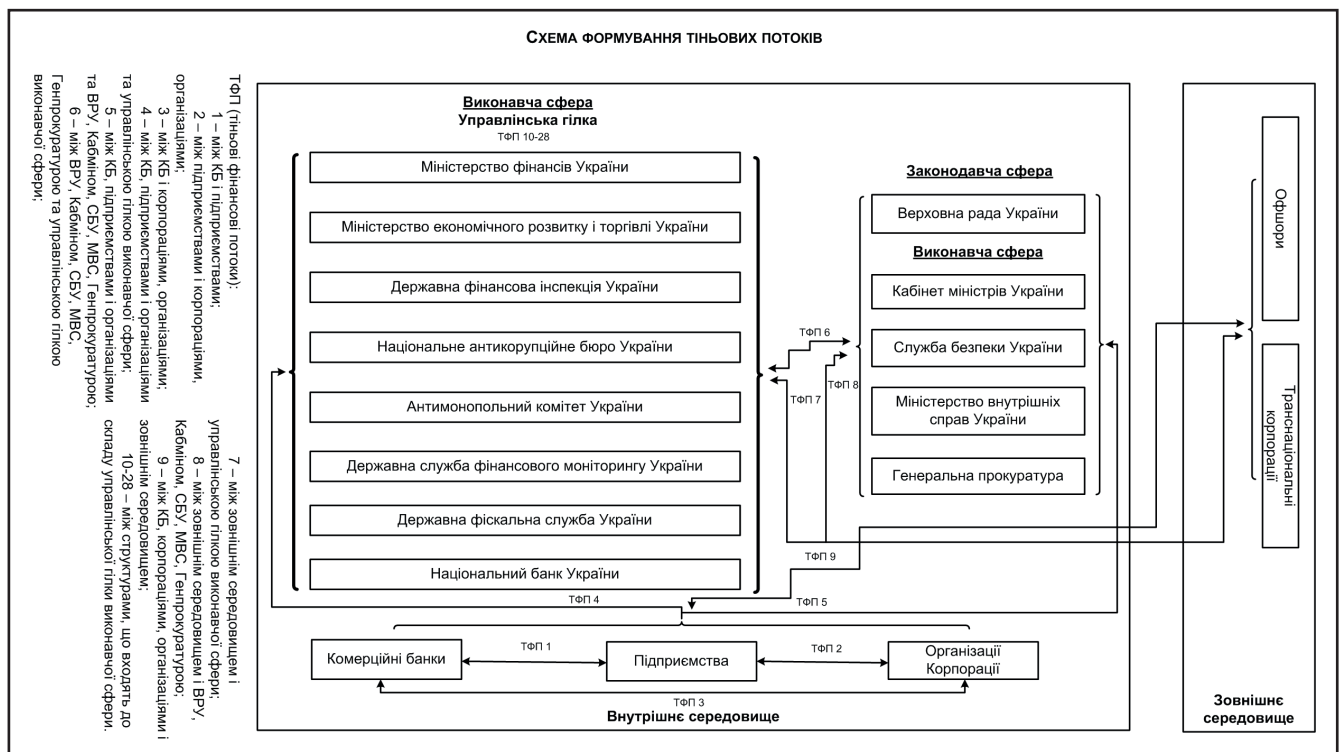 СХЕМА ФОРМУВАННЯ ТІНЬОВИХ ПОТОКІВ
ТФП (тіньові фінансові потоки):
1 – між КБ і підприємствами;
2 – між підприємствами і корпораціями,
організаціями;
3 – між КБ і корпораціями, організаціями;
4 – між КБ, підприємствами і організаціями
та управлінською гілкою виконавчої сфери;
5 – між КБ, підприємствами и організаціями
та ВРУ, Кабміном, СБУ, МВС, Генпрокуратурою;
6 – між ВРУ, Кабміном, СБУ, МВС,
Генпрокуратурою та управлінською гілкою
виконавчої сфери;
7 – між зовнішнім середовищем і
управлінською гілкою виконавчої сфери;
8 – між зовнішнім середовищем і ВРУ,
Кабміном, СБУ, МВС, Генпрокуратурою;
9 – між КБ, корпораціями, організаціями і
зовнішнім середовищем;
10-28 – між структурами, що входять до
складу управлінської гілки виконавчої сфери.
Виконавча сфера
Управлінська гілка
ТФП 10-28
Міністерство фінансів України
Міністерство економічного розвитку і торгівлі України
Державна фінансова інспекція України
Національне антикорупційне бюро України
Антимонопольний комітет України
Державна служба фінансового моніторингу України
Державна фіскальна служба України
Національний банк України
ТФП 6
ТФП 7
ТФП 8
ТФП 9
ТФП 4
ТФП 5
Законодавча сфера
Верховна рада України
Виконавча сфера
Кабінет міністрів України
Служба безпеки України
Міністерство внутрішніх
справ України
Генеральна прокуратура
Комерційні банки
ТФП 1
Підприємства
ТФП 2
Організації
Корпорації
ТФП 3
Внутрішнє середовище
Офшори
Транснаціональні
корпорації
Зовнішнє
середовище